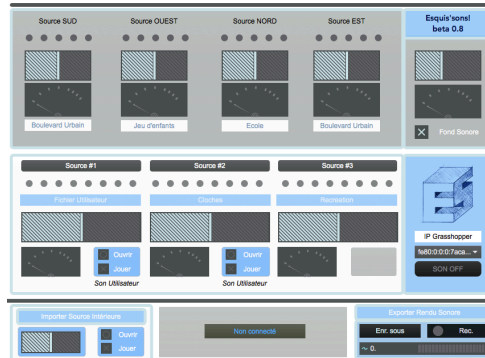 Source SUD
Source OUEST
Source NORD
Source EST
Esquis'sons!
beta 0.8
Boulevard Urbain
Jeu d'enfants
Ecole
Boulevard Urbain
Fond Sonore
Source #1
Source #2
Source #3
Fichier Utilisateur
Cloches
Recreation
IP Grasshopper
fe80:0:0:0:7aca...
Ouvrir
Jouer
Ouvrir
Jouer
SON OFF
Son Utilisateur
Son Utilisateur
Importer Source Intérieure
Exporter
Rendu Sonore
Ouvrir
Jouer
Non connecté
Enr. sous
Rec.
0.